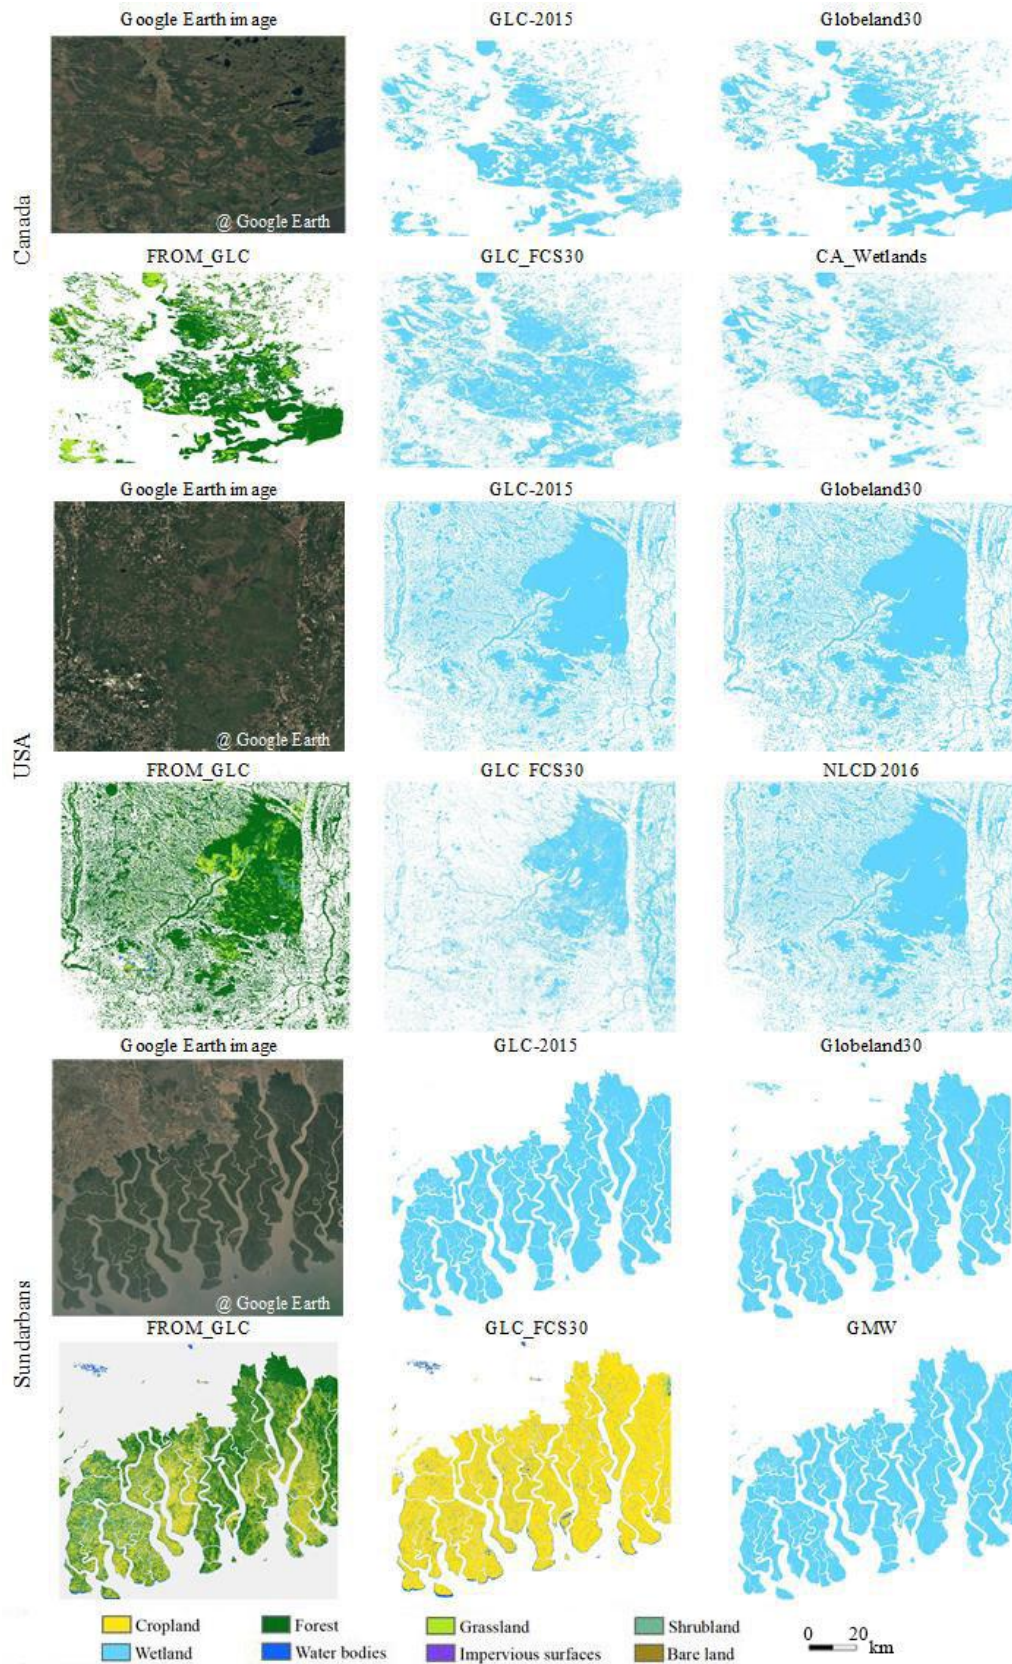 Google Earth image GLC-2015 Globeland30
Canada
@ Google Earth
FROM_GLC GLC_FCS30 CA_Wetlands
Google Earth image GLC-2015 Globeland30
USA
@ Google Earth
FROM_GLC GLC_FCS30 NLCD 2016
Google Earth image GLC-2015 Globeland30
Sundarbans
@ Google Earth
FROM_GLC GLC_FCS30 GMW
Cropland Forest Grassland Shrubland
Wetland Water bodies Impervious surfaces Bare land
0 20 km